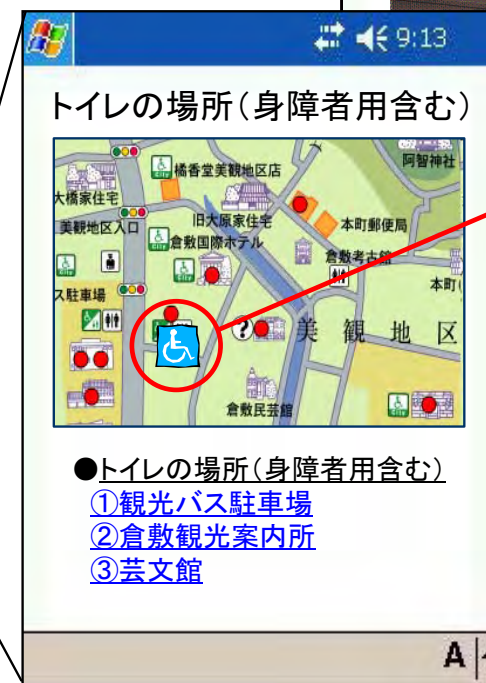 9:13
トイレの場所(身障者用含む)
阿智神社
橘香堂美観地区店
大橋家住宅
旧大原家住宅
本町郵便局
美観地区入口
倉敷国際ホテル
倉敷考古館
本町
ス駐車場
?
美観地区
倉敷民芸館
●トイレの場所(身障者用含む)
①観光バス駐車場
②倉敷観光案内所
③芸文館
A